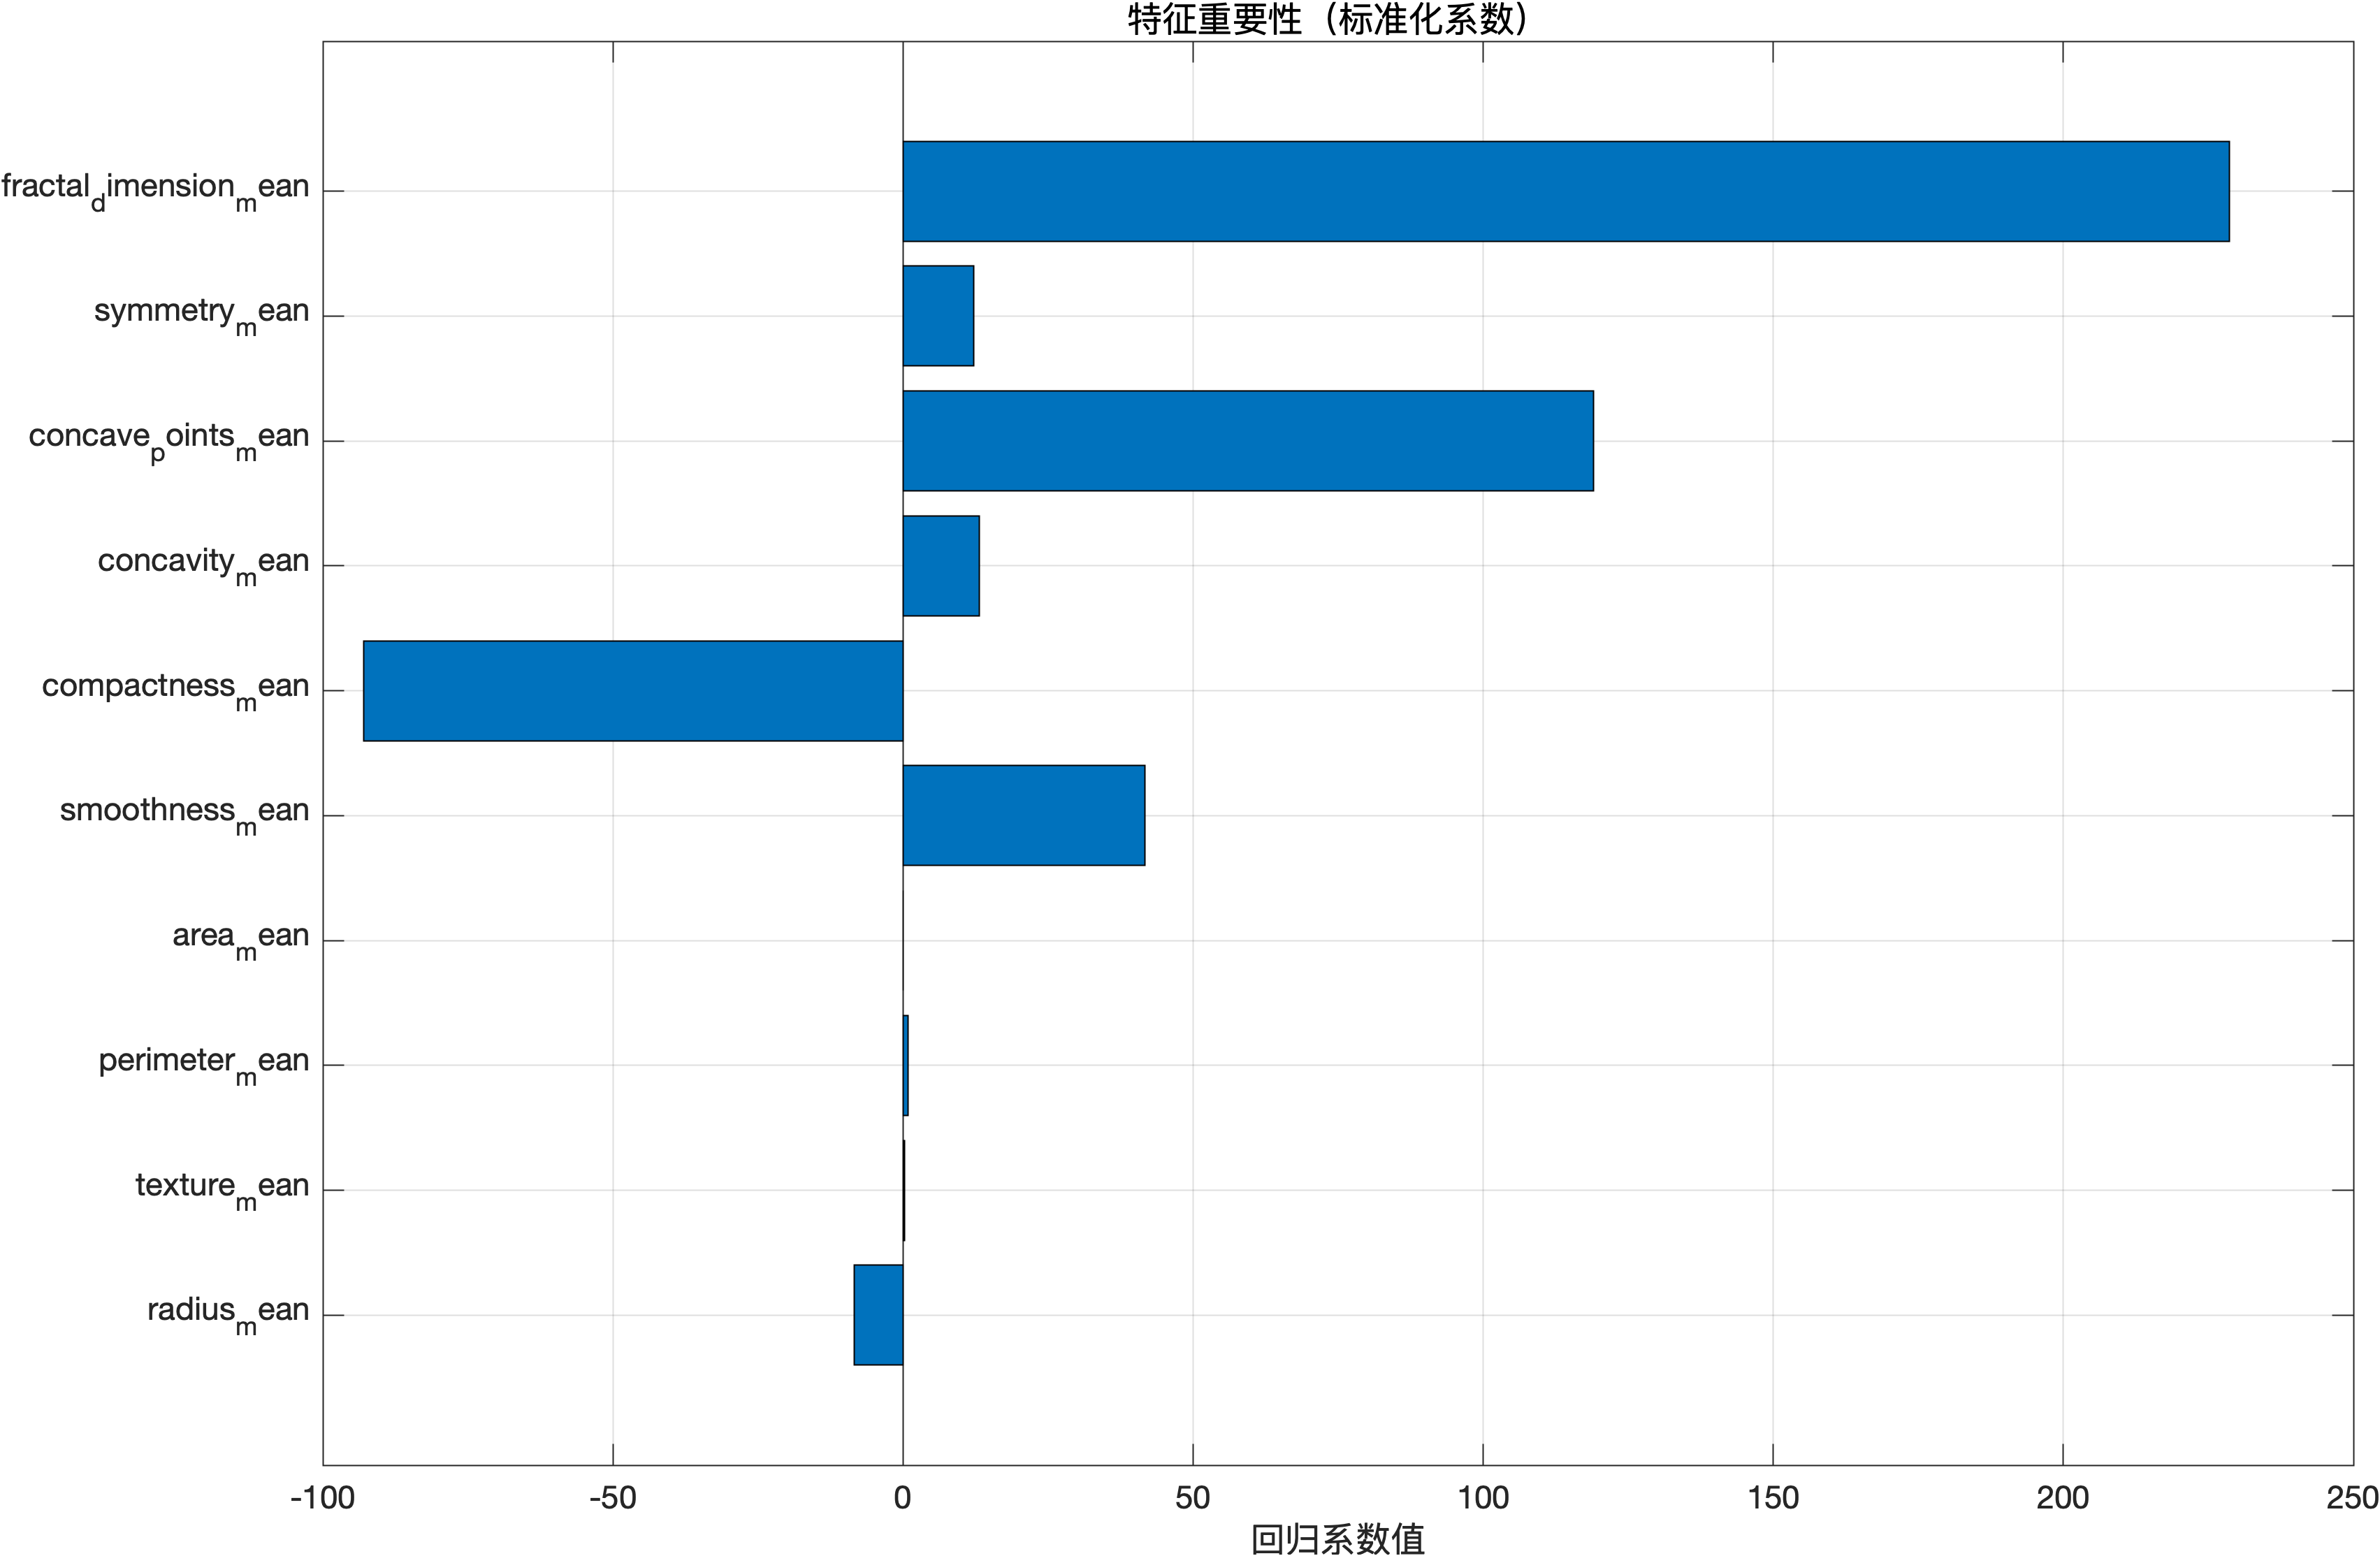 特征重要性（标准化系数）
fractal_dimension_mean
symmetry_mean
concave_points_mean
concavity_mean
compactness_mean
smoothness_mean
area_mean
perimeter_mean
texture_mean
radius_mean
-100 -50 0 50 100 150 200 250
回归系数值